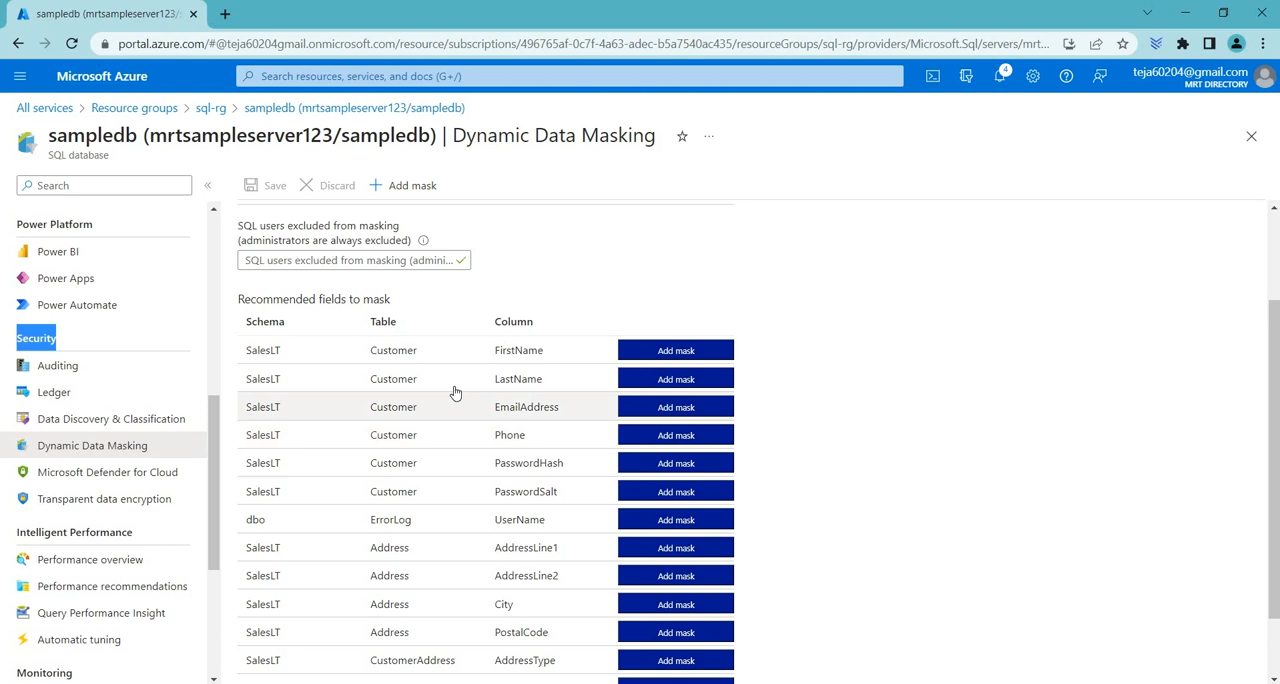 sampledb (mrtsampleserver123/
portal.azure.com/#@teja60204gmail.onmicrosoft.com/resource/subscriptions/496765af-0c7f-4a63-adec-b5a7540ac435/resourceGroups/sql-rg/providers/Microsoft.Sql/servers/mrt...
Microsoft Azure
Search resources, services, and docs (G+/)
4
teja60204@gmail.com
MRT DIRECTORY
All services > Resource groups > sql-rg > sampledb (mrtsampleserver123/sampledb)
sampledb (mrtsampleserver123/sampledb) | Dynamic Data Masking
SQL database
Search
Save Discard Add mask
Power Platform
Power BI
Power Apps
Power Automate
Security
Auditing
Ledger
Data Discovery & Classification
Dynamic Data Masking
Microsoft Defender for Cloud
Transparent data encryption
Intelligent Performance
Performance overview
Performance recommendations
Query Performance Insight
Automatic tuning
Monitoring
SQL users excluded from masking
(administrators are always excluded)
SQL users excluded from masking (admini...
Recommended fields to mask
Schema Table Column
SalesLT Customer FirstName Add mask
SalesLT Customer LastName Add mask
SalesLT Customer EmailAddress Add mask
SalesLT Customer Phone Add mask
SalesLT Customer PasswordHash Add mask
SalesLT Customer PasswordSalt Add mask
dbo ErrorLog UserName Add mask
SalesLT Address AddressLine1 Add mask
SalesLT Address AddressLine2 Add mask
SalesLT Address City Add mask
SalesLT Address PostalCode Add mask
SalesLT CustomerAddress AddressType Add mask